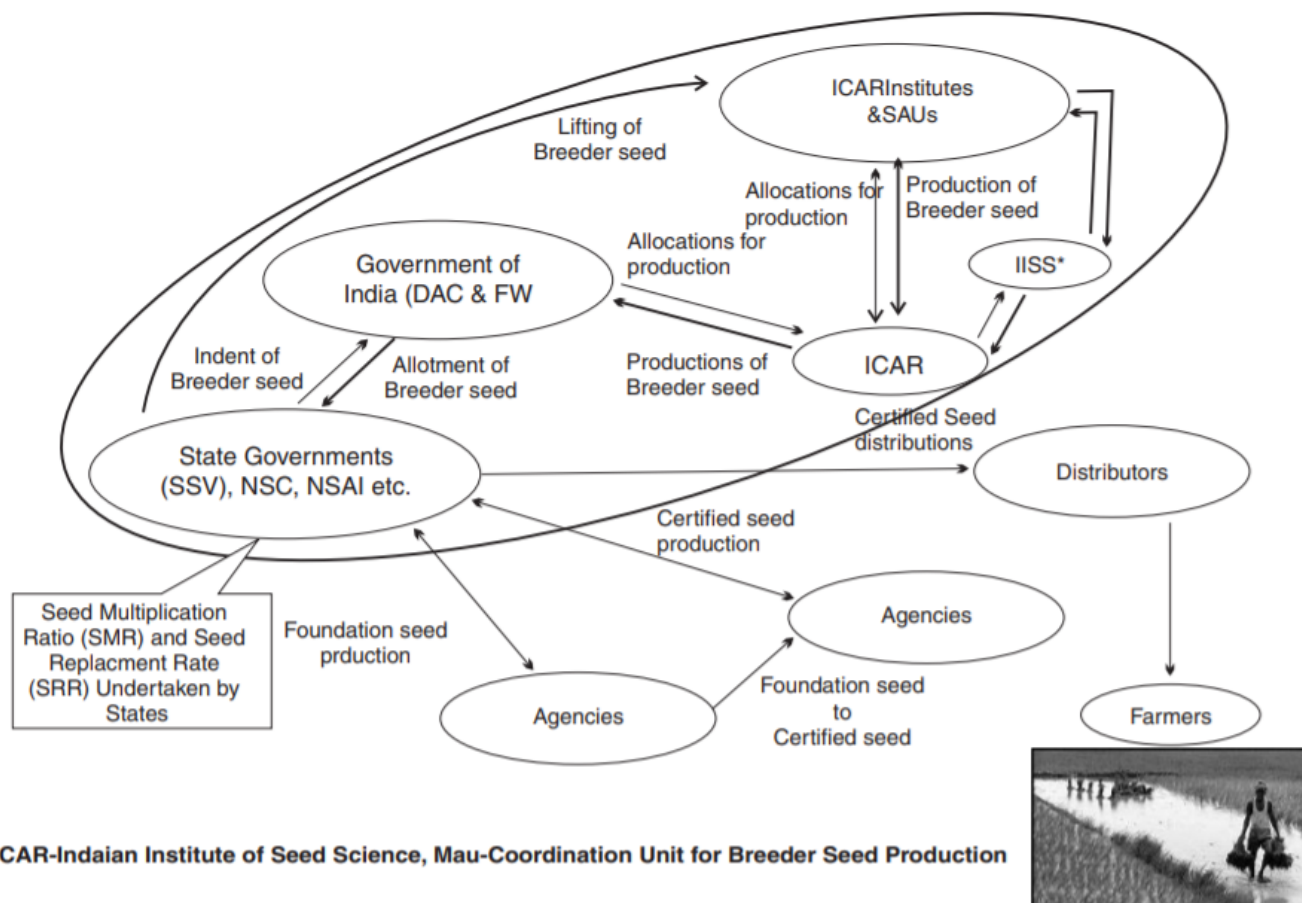 ICARInstitutes
&SAUs
Lifting of
Breeder seed
Allocations for
production
Production of
Breeder seed
Government of
India (DAC & FW
Allocations for
production
IISS*
Indent of
Breeder seed
Allotment of
Breeder seed
Productions of
Breeder seed
ICAR
Certified Seed
distributions
State Governments
(SSV), NSC, NSAI etc.
Distributors
Certified seed
production
Seed Multiplication
Ratio (SMR) and Seed
Replacment Rate
(SRR) Undertaken by
States
Foundation seed
prduction
Agencies
Agencies
Foundation seed
to
Certified seed
Farmers
CAR-Indaian Institute of Seed Science, Mau-Coordination Unit for Breeder Seed Production